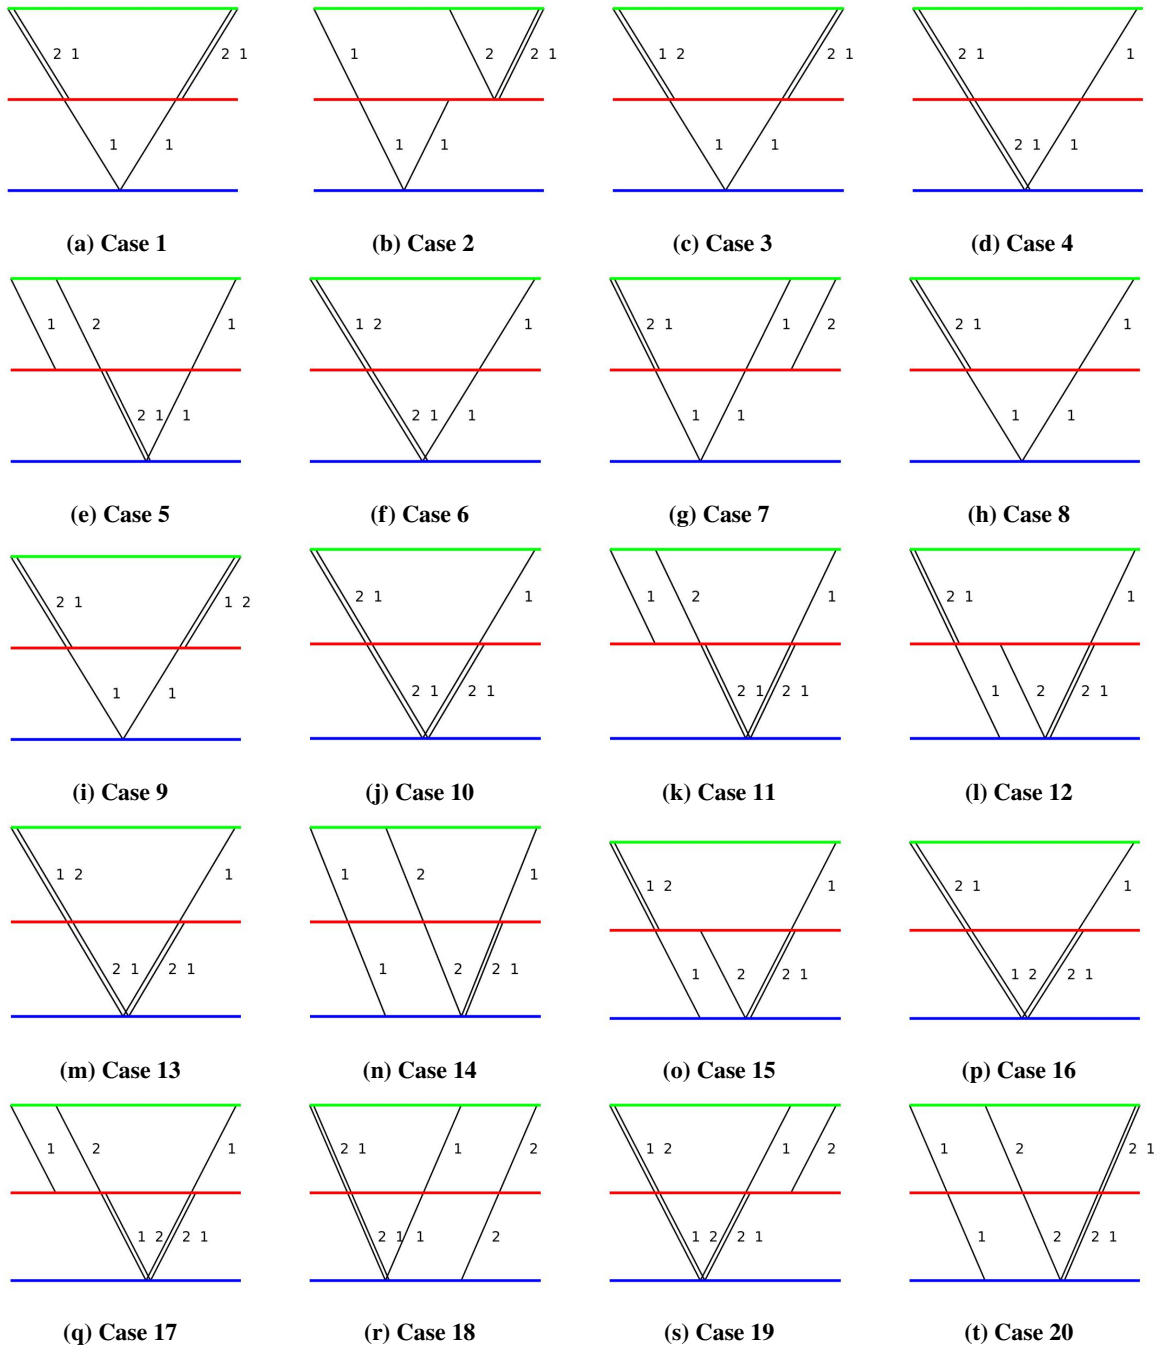 2 1 2 1 1 2 2 1 1 2 2 1 2 1 1
1 1 1 1 1 1 2 1 1
(a) Case 1 (b) Case 2 (c) Case 3 (d) Case 4
1 2 1 1 2 1 2 1 1 2 2 1 1
2 1 1 2 1 1 1 1 1 1
(e) Case 5 (f) Case 6 (g) Case 7 (h) Case 8
2 1 1 2 2 1 1 1 2 1 2 1 1
1 1 2 1 2 1 2 1 2 1 1 2 2 1
(i) Case 9 (j) Case 10 (k) Case 11 (l) Case 12
1 2 1 1 2 1 1 2 1 2 1 1
2 1 2 1 1 2 2 1 1 2 2 1 1 2 2 1
(m) Case 13 (n) Case 14 (o) Case 15 (p) Case 16
1 2 1 2 1 1 2 1 2 1 2 1 2 2 1
1 2 2 1 2 1 1 2 1 2 2 1 1 2 2 1
(q) Case 17 (r) Case 18 (s) Case 19 (t) Case 20